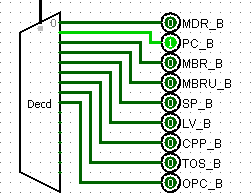 0
0 MDR_B
1 PC_B
0 MBR_B
0 MBRU_B
Decd
0 SP_B
0 LV_B
0 CPP_B
0 TOS_B
0 OPC_B